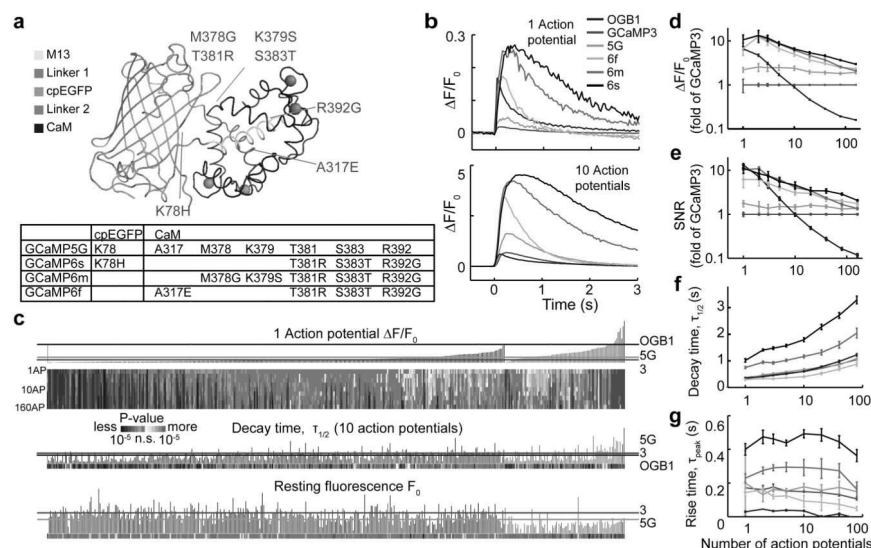 a
M378G K379S
T381R S383T
M13
Linker 1
cpEGFP
Linker 2
CaM
R392G
A317E
K78H
cpEGFP CaM
GCaMP5G K78 A317 M378 K379 T381 S383 R392
GCaMP6s K78H T381R S383T R392G
GCaMP6m M378G K379S T381R S383T R392G
GCaMP6f A317E T381R S383T R392G
b
1 Action
potential
OGB1
GCaMP3
5G
6f
6m
6s
0.3
ΔF/F0
0
10 Action
potentials
5
ΔF/F0
0
0 1 2 3
Time (s)
c
1 Action potential ΔF/F0
OGB1
5G
3
1AP
10AP
160AP
P-value
less more
10-5 n.s. 10-5
Decay time, τ1/2 (10 action potentials)
5G
3
OGB1
Resting fluorescence F0
3
5G
d
ΔF/F0
(fold of GCaMP3)
10
1
0.1
1 10 100
e
SNR
(fold of GCaMP3)
10
1
0.1
1 10 100
f
Decay time, τ1/2 (s)
3
2
1
0
1 10 100
g
Rise time, τpeak (s)
0.6
0.4
0.2
0
1 10 100
Number of action potentials